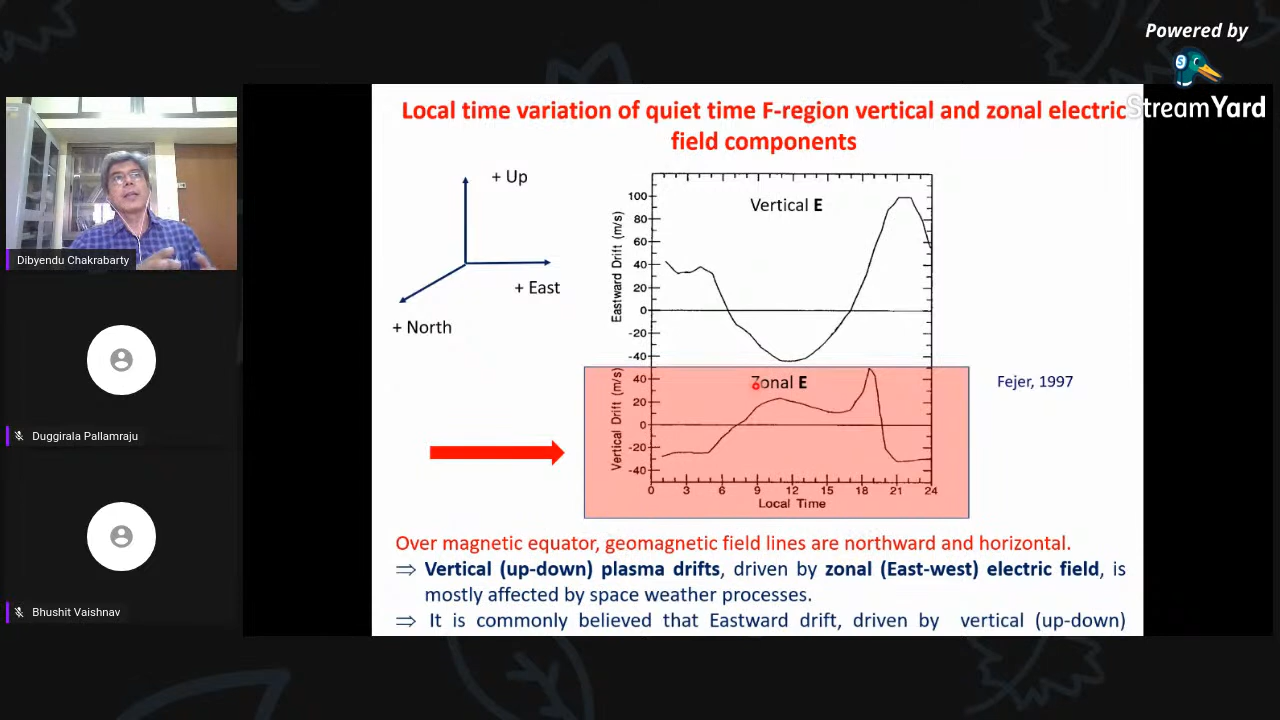 Powered by
StreamYard
Local time variation of quiet time F-region vertical and zonal electric
field components
+ Up
+ East
+ North
Vertical E
Eastward Drift (m/s)
100
80
60
40
20
0
-20
-40
Zonal E
Vertical Drift (m/s)
40
20
0
-20
-40
0 3 6 9 12 15 18 21 24
Local Time
Fejer, 1997
Over magnetic equator, geomagnetic field lines are northward and horizontal.
⇒ Vertical (up-down) plasma drifts, driven by zonal (East-west) electric field, is
mostly affected by space weather processes.
⇒ It is commonly believed that Eastward drift, driven by vertical (up-down)
Dibyendu Chakrabarty
Duggirala Pallamraju
Bhushit Vaishnav